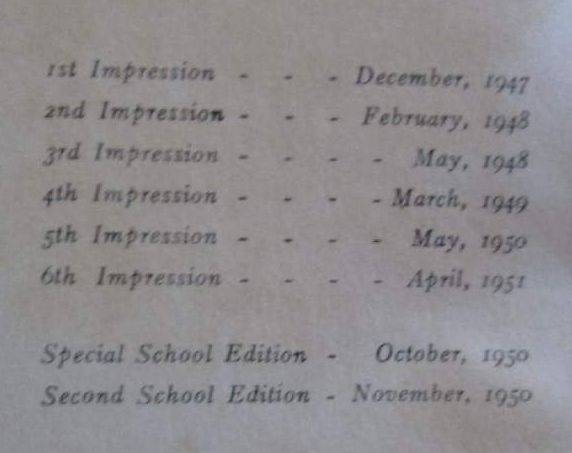 1st Impression - - - December, 1947
2nd Impression - - - February, 1948
3rd Impression - - - - May, 1948
4th Impression - - - - March, 1949
5th Impression - - - - May, 1950
6th Impression - - - - April, 1951
Special School Edition - October, 1950
Second School Edition - November, 1950